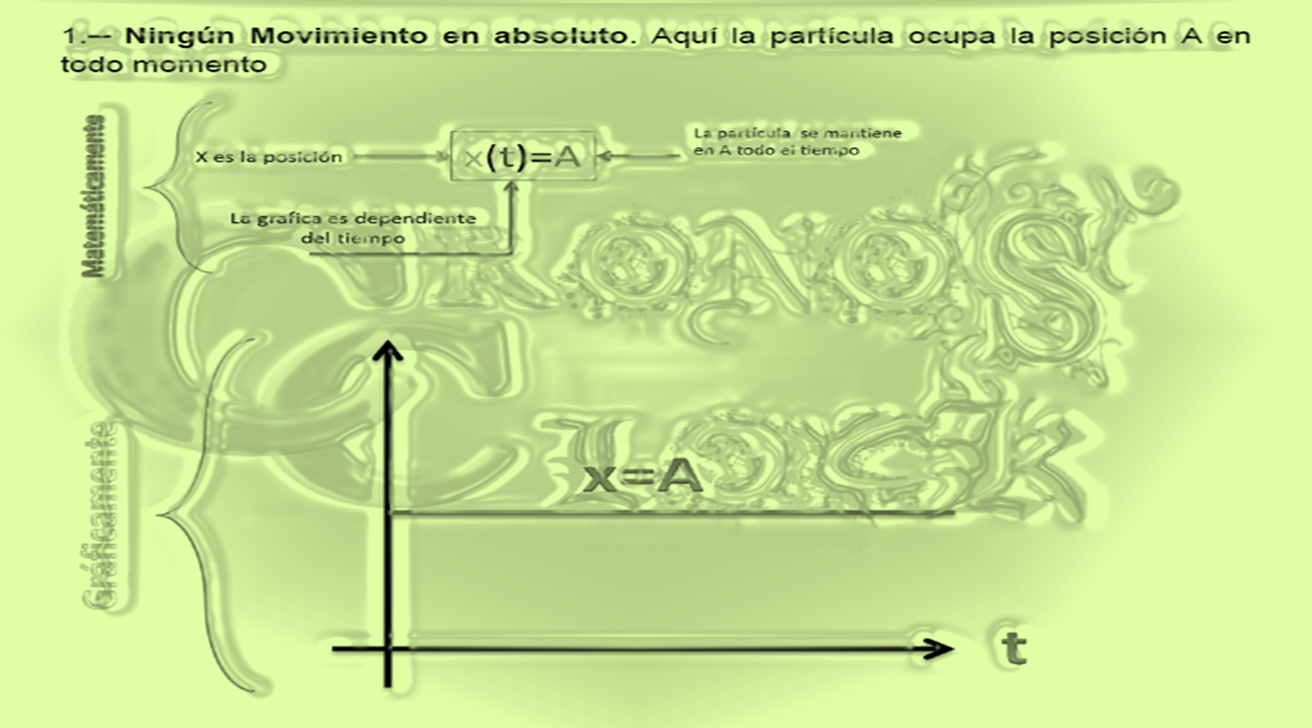 1.— Ningún Movimiento en absoluto. Aquí la partícula ocupa la posición A en
todo momento
Matemáticamente
X es la posición
x(t)=A
La partícula se mantiene
en A todo el tiempo
La grafica es dependiente
del tiempo
CRONOS
CLOCK
Gráficamente
x=A
t